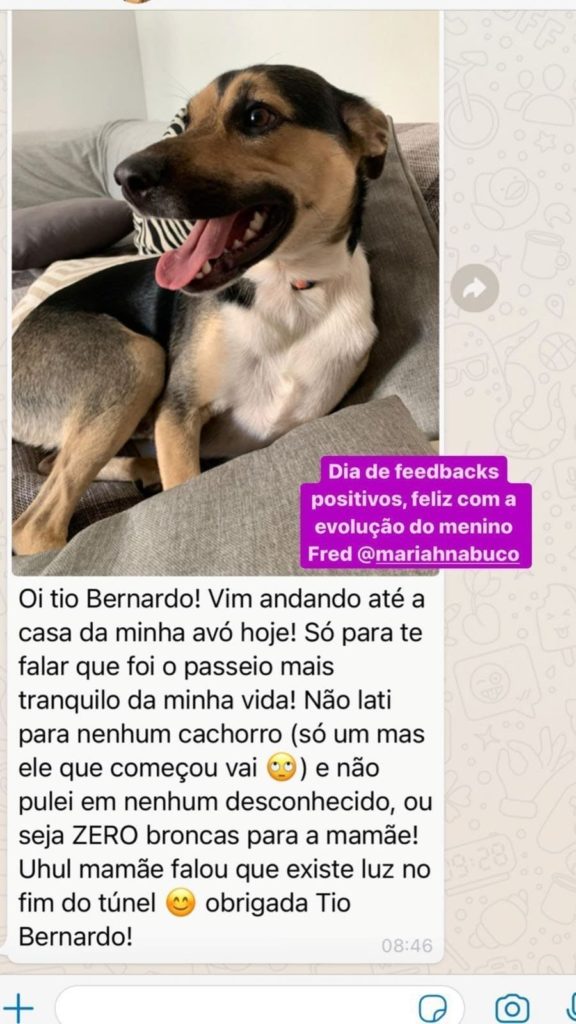 Dia de feedbacks
positivos, feliz com a
evolução do menino
Fred @mariahnabuco
Oi tio Bernardo! Vim andando até a
casa da minha avó hoje! Só para te
falar que foi o passeio mais
tranquilo da minha vida! Não lati
para nenhum cachorro (só um mas
ele que começou vai 🙄) e não
pulei em nenhum desconhecido, ou
seja ZERO broncas para a mamãe!
Uhul mamãe falou que existe luz no
fim do túnel 😊 obrigada Tio
Bernardo!
08:46